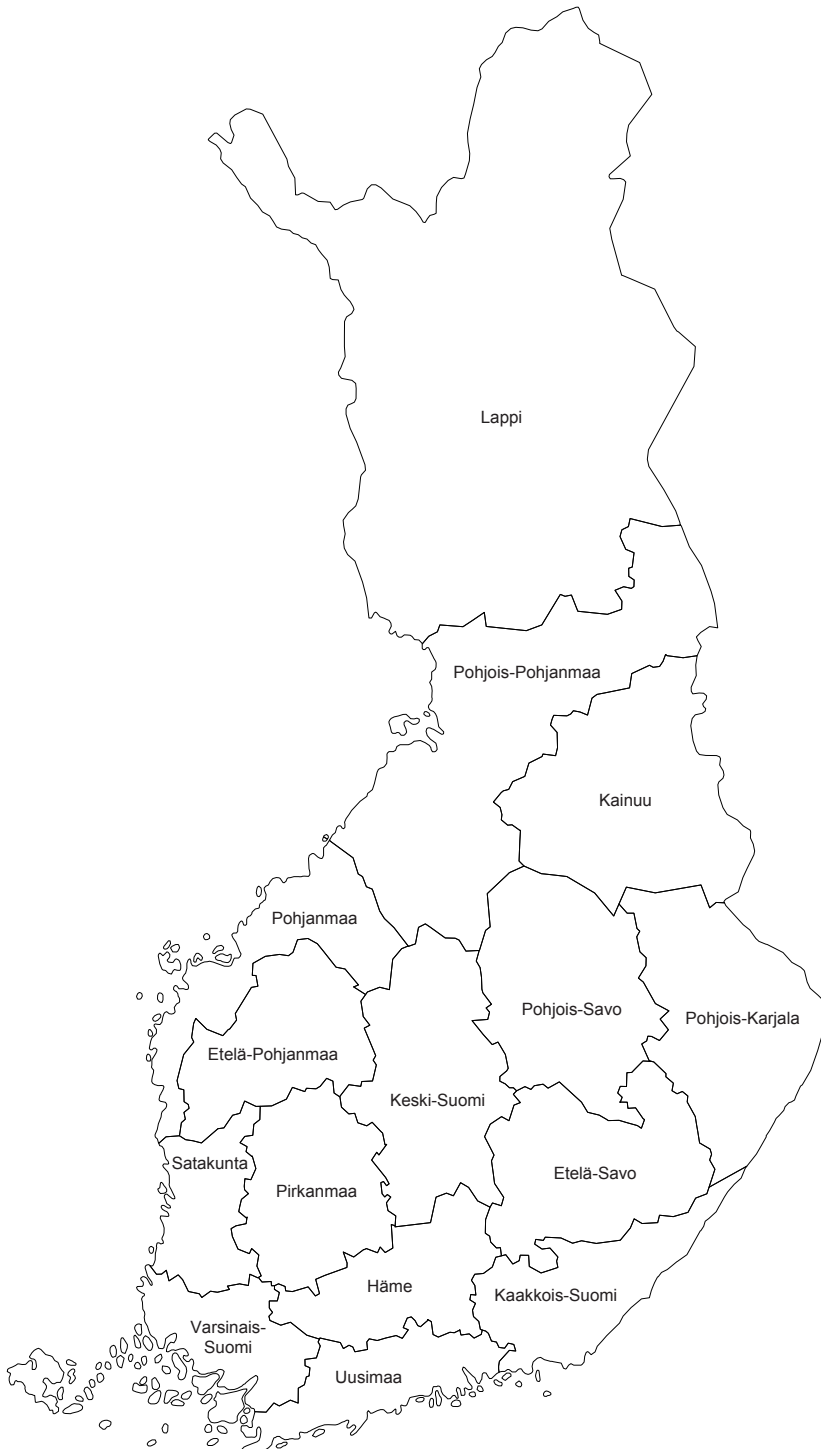 Lappi
Pohjois-Pohjanmaa
Kainuu
Pohjanmaa
Pohjois-Savo
Pohjois-Karjala
Etelä-Pohjanmaa
Keski-Suomi
Satakunta
Etelä-Savo
Pirkanmaa
Häme
Kaakkois-Suomi
Varsinais-
Suomi
Uusimaa